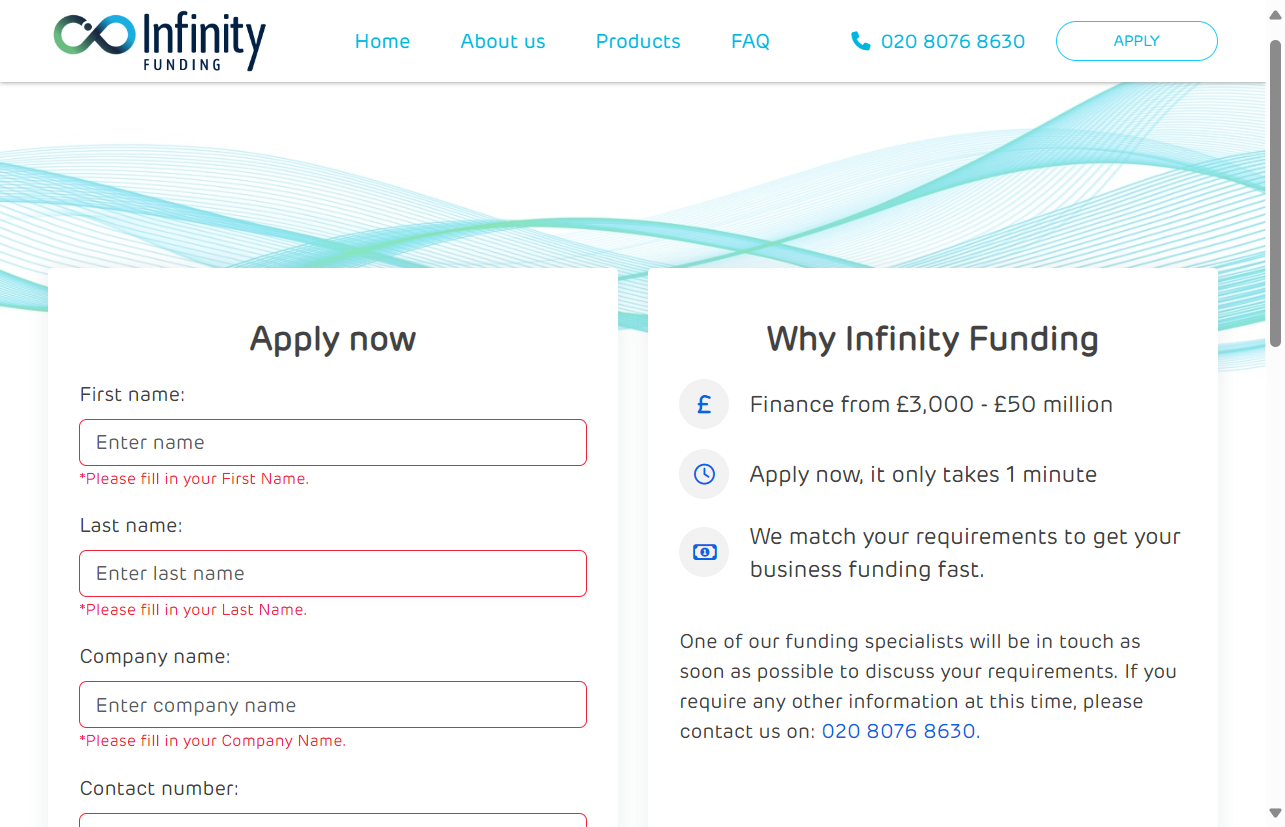 Infinity
FUNDING
Home
About us
Products
FAQ
020 8076 8630
APPLY
Apply now
First name:
Enter name
*Please fill in your First Name.
Last name:
Enter last name
*Please fill in your Last Name.
Company name:
Enter company name
*Please fill in your Company Name.
Contact number:
Why Infinity Funding
£
Finance from £3,000 - £50 million
Apply now, it only takes 1 minute
We match your requirements to get your
business funding fast.
One of our funding specialists will be in touch as
soon as possible to discuss your requirements. If you
require any other information at this time, please
contact us on: 020 8076 8630.